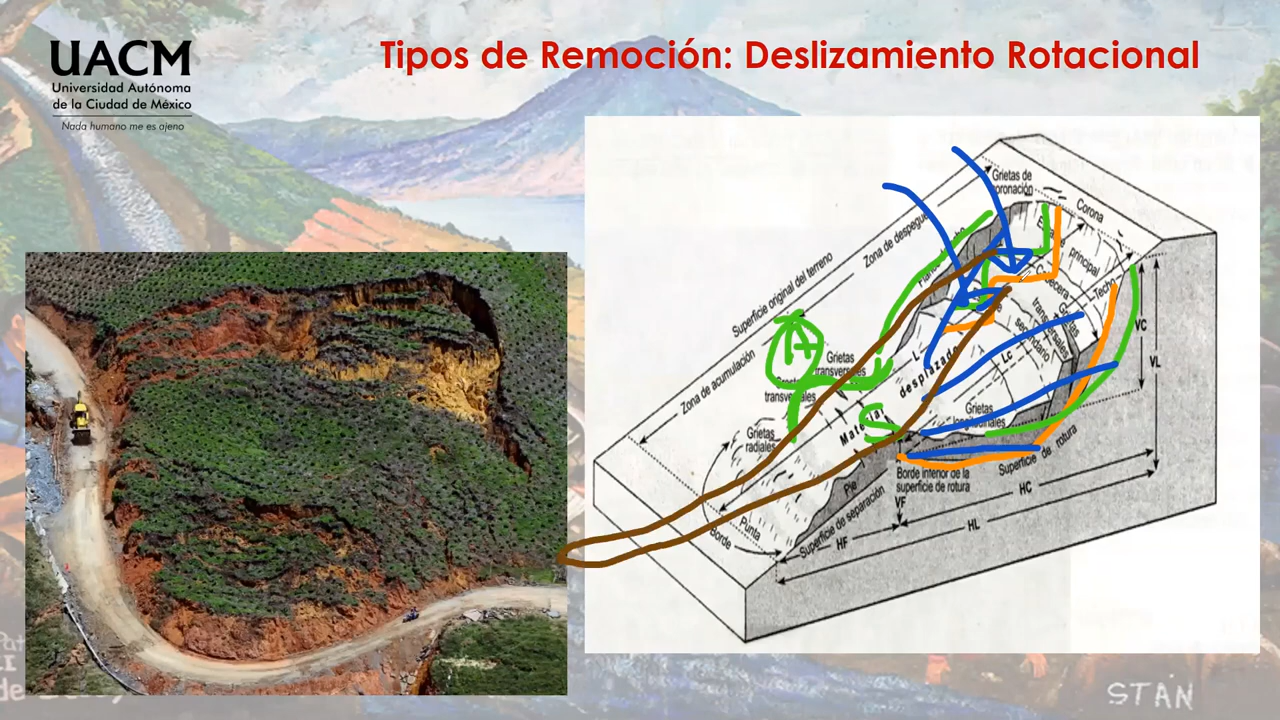 UACM
Universidad Autónoma
de la Ciudad de México
Nada humano me es ajeno
Tipos de Remoción: Deslizamiento Rotacional
Grietas de
Corona
Zona de despegue
Superficie original del terreno
principal
Techo
Zona de acumulación
Grietas
transversales
transversales
secundario
Lc
VC
VL
desplazado
Material
Grietas
radiales
Grietas
longitudinales
S
Pie
Borde inferior de la
superficie de rotura
Superficie de rotura
Superficie de separación
Punta
Borde
VF
HC
HL
HF
STAN